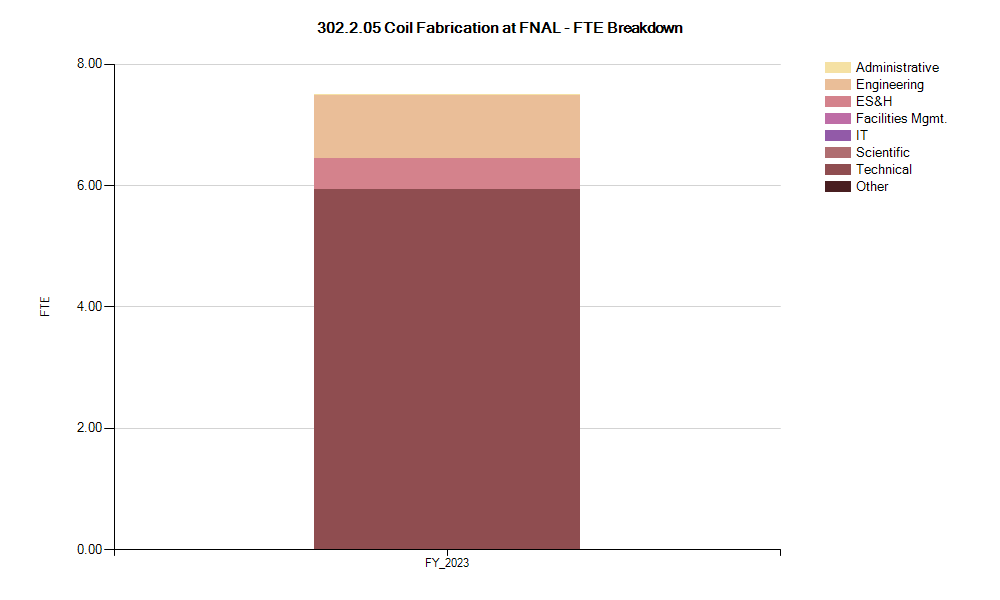 302.2.05 Coil Fabrication at FNAL - FTE Breakdown
8.00
6.00
4.00
2.00
0.00
FTE
FY_2023
Administrative
Engineering
ES&H
Facilities Mgmt.
IT
Scientific
Technical
Other